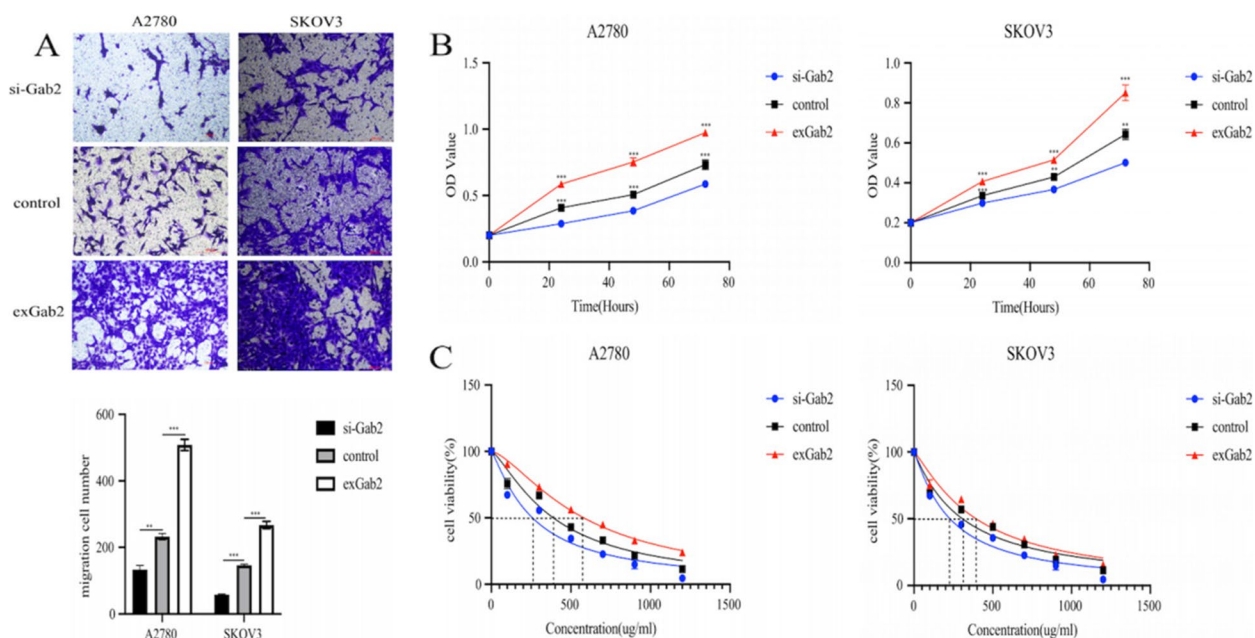 A
A2780 SKOV3
si-Gab2
control
exGab2
600
400
200
0
migration cell number
** *** *** ***
A2780 SKOV3
si-Gab2
control
exGab2
B
A2780
1.5
1.0
0.5
0.0
OD Value
*** *** ***
*** *** ***
0 20 40 60 80
Time(Hours)
si-Gab2
control
exGab2
SKOV3
1.0
0.8
0.6
0.4
0.2
0.0
OD Value
*** *** ***
*** ** **
0 20 40 60 80
Time(Hours)
si-Gab2
control
exGab2
C
A2780
150
100
50
0
cell viability(%)
0 500 1000 1500
Concentration(ug/ml)
si-Gab2
control
exGab2
SKOV3
150
100
50
0
cell viability(%)
0 500 1000 1500
Concentration(ug/ml)
si-Gab2
control
exGab2